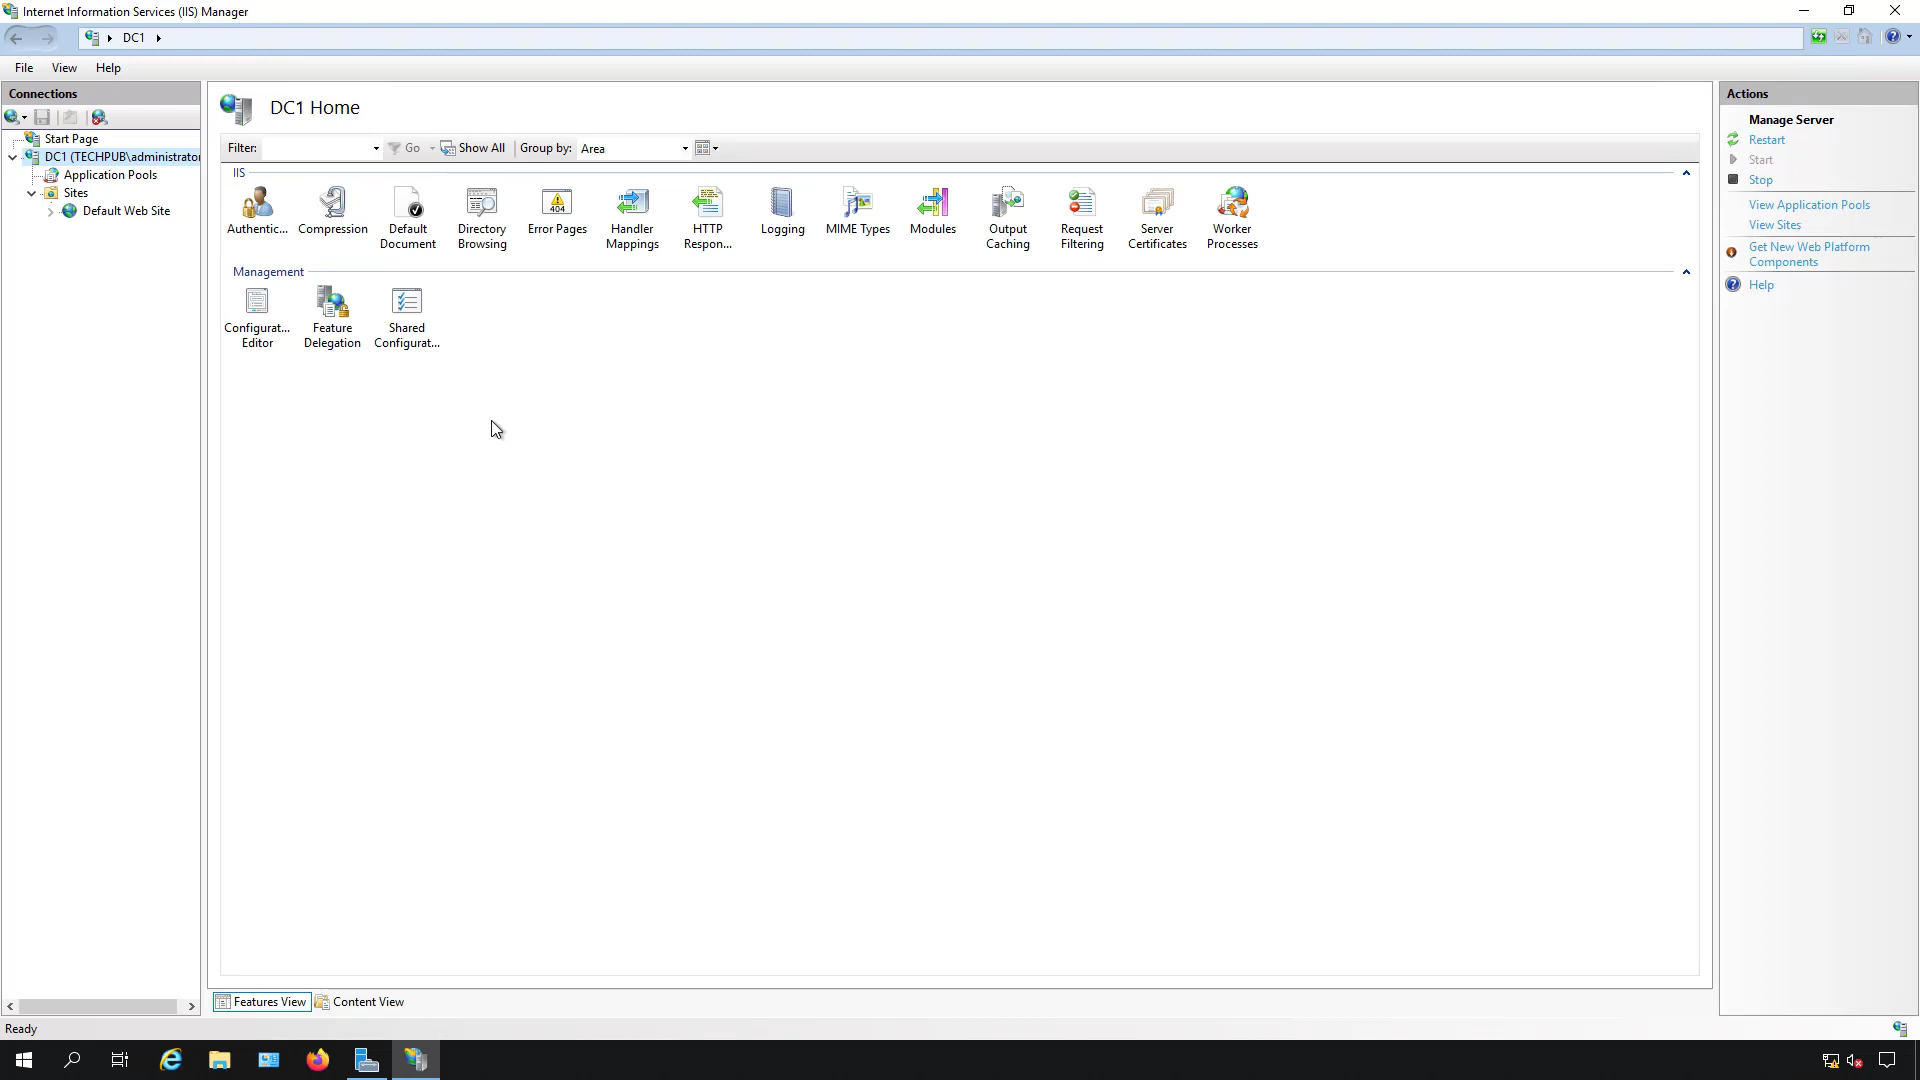 Internet Information Services (IIS) Manager
DC1
File View Help
Connections
Start Page
DC1 (TECHPUB\administrator
Application Pools
Sites
Default Web Site
DC1 Home
Filter: Go Show All Group by: Area
IIS
Authentic...
Compression
Default
Document
Directory
Browsing
404
Error Pages
Handler
Mappings
HTTP
Respon...
Logging
MIME Types
Modules
Output
Caching
Request
Filtering
Server
Certificates
Worker
Processes
Management
Configurat...
Editor
Feature
Delegation
Shared
Configurat...
Features View
Content View
Actions
Manage Server
Restart
Start
Stop
View Application Pools
View Sites
Get New Web Platform
Components
Help
Ready